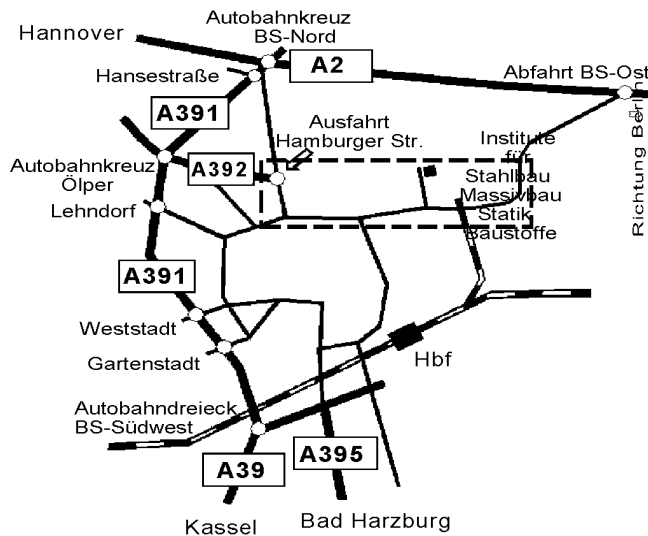 Autobahnkreuz
BS-Nord
Hannover
A2
Hansestraße
Abfahrt BS-Ost
Richtung Berlin
A391
Ausfahrt
Hamburger Str.
Institute
für
Stahlbau
Massivbau
Statik
Baustoffe
A392
Autobahnkreuz
Ölper
Lehndorf
A391
Weststadt
Gartenstadt
Hbf
Autobahndreieck
BS-Südwest
A39
A395
Kassel
Bad Harzburg